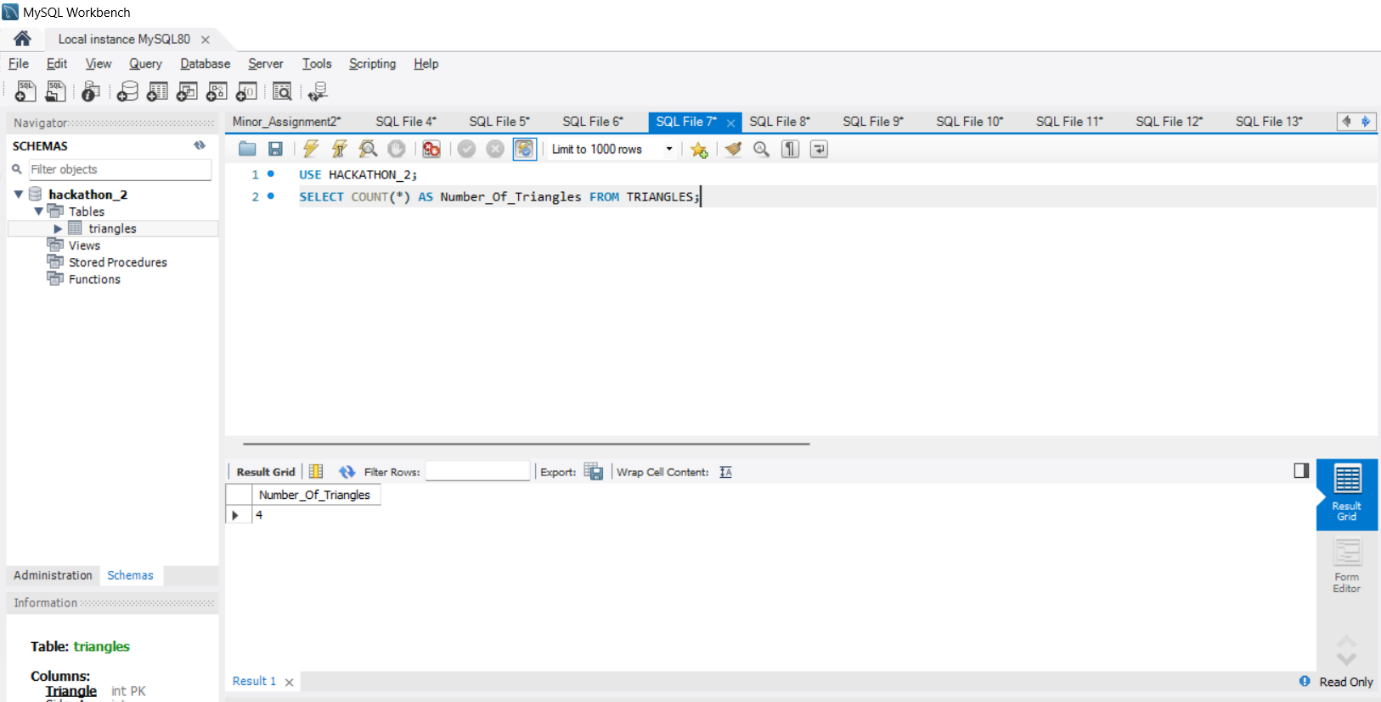 MySQL Workbench
Local instance MySQL80
File Edit View Query Database Server Tools Scripting Help
Navigator
SCHEMAS
Filter objects
hackathon_2
Tables
triangles
Views
Stored Procedures
Functions
Administration Schemas
Information
Table: triangles
Columns:
Triangle int PK
Minor_Assignment2* SQL File 4* SQL File 5* SQL File 6* SQL File 7* SQL File 8* SQL File 9* SQL File 10* SQL File 11* SQL File 12* SQL File 13*
Limit to 1000 rows
1 USE HACKATHON_2;
2 SELECT COUNT(*) AS Number_Of_Triangles FROM TRIANGLES;
Result Grid Filter Rows: Export: Wrap Cell Content:
Number_Of_Triangles
4
Result
Grid
Form
Editor
Result 1
Read Only